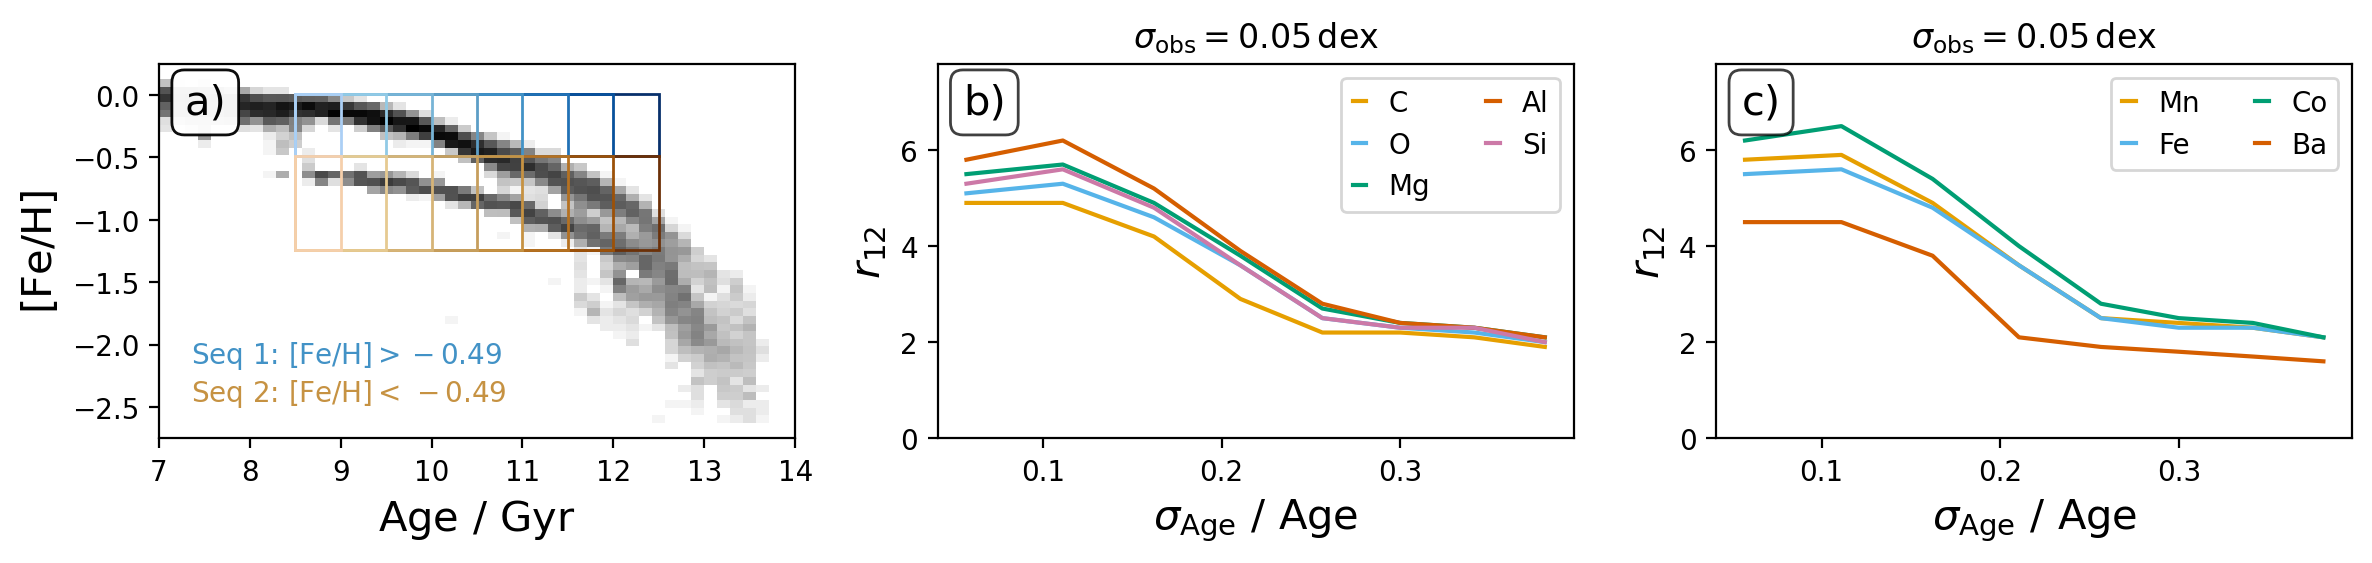 a)
0.0
−0.5
−1.0
−1.5
−2.0
−2.5
[Fe/H]
Seq 1: [Fe/H] > −0.49
Seq 2: [Fe/H] < −0.49
7 8 9 10 11 12 13 14
Age / Gyr
σobs = 0.05 dex
b)
C Al
O Si
Mg
6
4
2
0
r12
0.1 0.2 0.3
σAge / Age
σobs = 0.05 dex
c)
Mn Co
Fe Ba
6
4
2
0
r12
0.1 0.2 0.3
σAge / Age